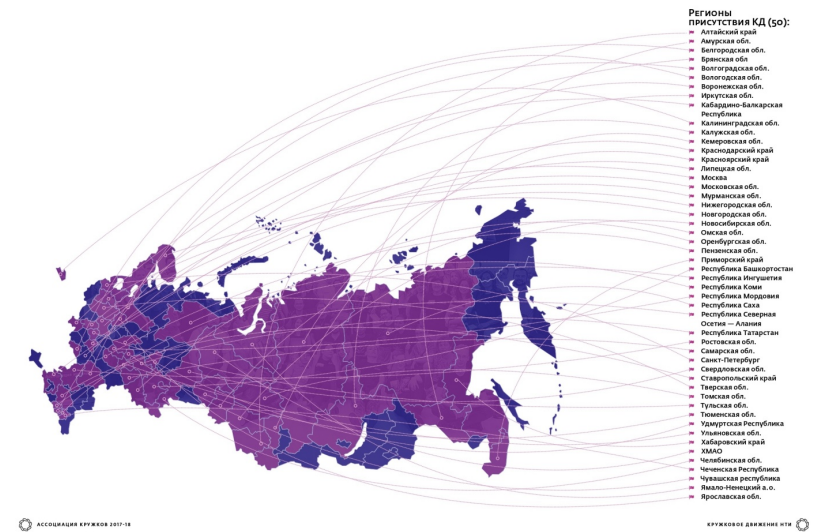 Регионы
присутствия КД (50):
Алтайский край
Амурская обл.
Белгородская обл.
Брянская обл
Волгоградская обл.
Вологодская обл.
Воронежская обл.
Иркутская обл.
Кабардино-Балкарская
Республика
Калининградская обл.
Калужская обл.
Кемеровская обл.
Краснодарский край
Красноярский край
Липецкая обл.
Москва
Московская обл.
Мурманская обл.
Нижегородская обл.
Новгородская обл.
Новосибирская обл.
Омская обл.
Оренбургская обл.
Пензенская обл.
Приморский край
Республика Башкортостан
Республика Ингушетия
Республика Коми
Республика Мордовия
Республика Саха
Республика Северная
Осетия — Алания
Республика Татарстан
Ростовская обл.
Самарская обл.
Санкт-Петербург
Свердловская обл.
Ставропольский край
Тверская обл.
Томская обл.
Тульская обл.
Тюменская обл.
Удмуртская Республика
Ульяновская обл.
Хабаровский край
ХМАО
Челябинская обл.
Чеченская Республика
Чувашская республика
Ямало-Ненецкий а.о.
Ярославская обл.
АССОЦИАЦИЯ КРУЖКОВ 2017-18
КРУЖКОВОЕ ДВИЖЕНИЕ НТИ